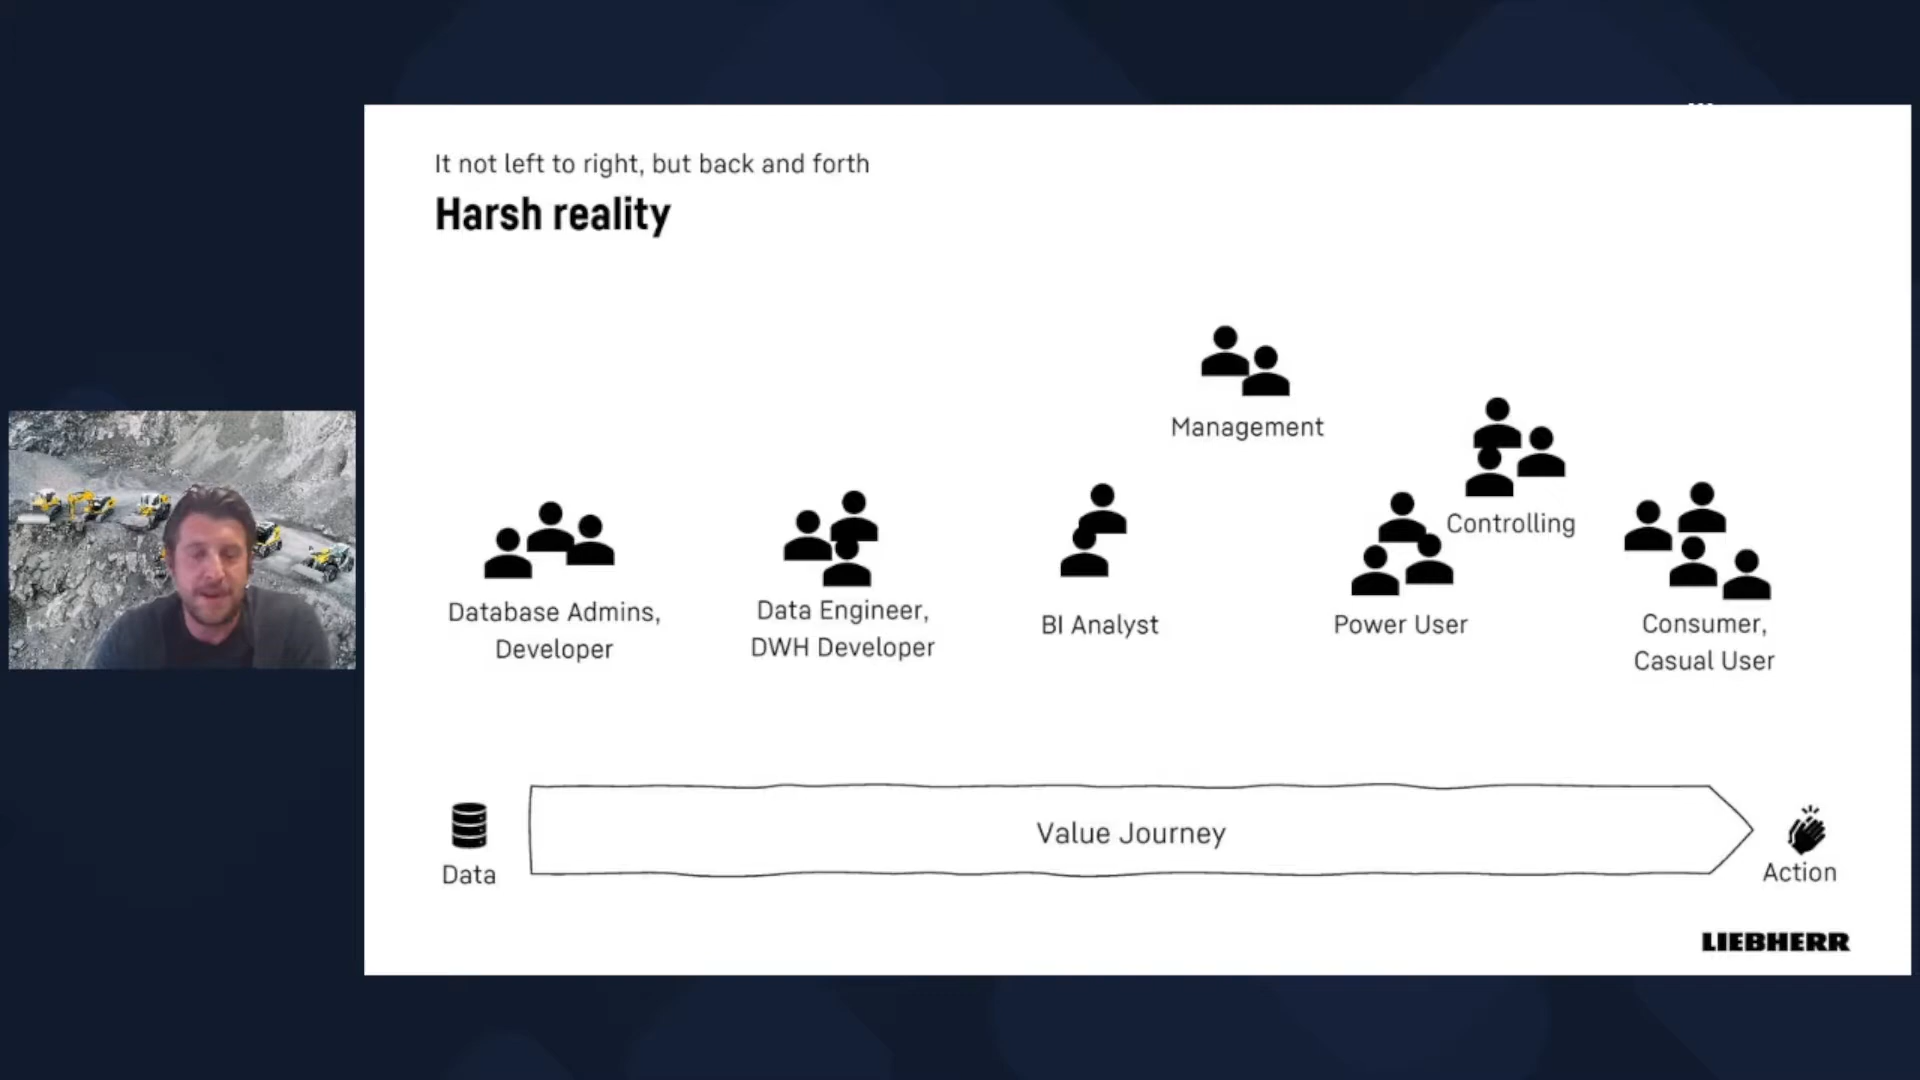 It not left to right, but back and forth
Harsh reality
Management
Controlling
Database Admins,
Developer
Data Engineer,
DWH Developer
BI Analyst
Power User
Consumer,
Casual User
Value Journey
Data
Action
LIEBHERR